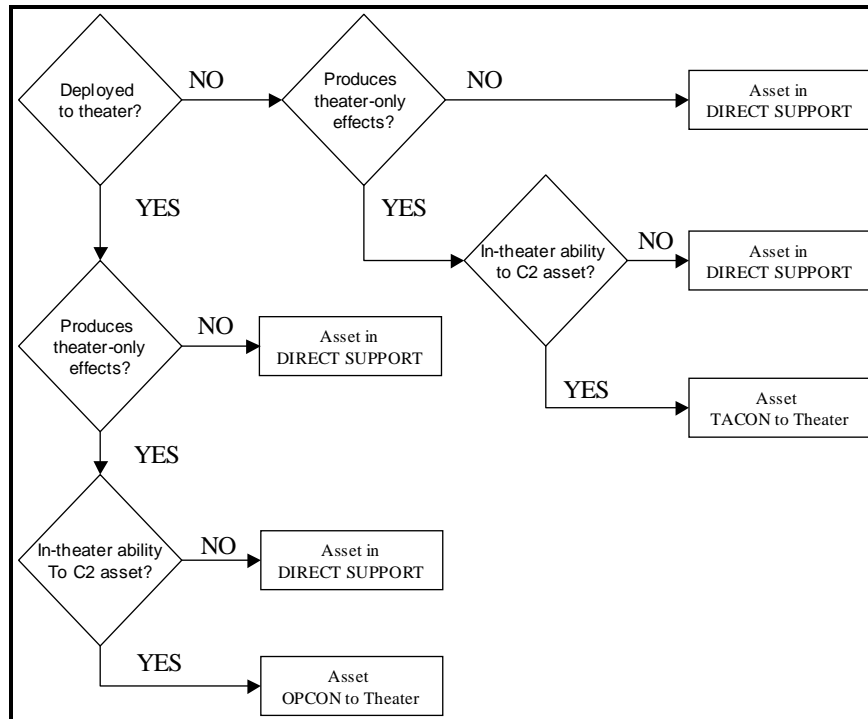 Deployed
to theater?
NO
Produces
theater-only
effects?
NO
Asset in
DIRECT SUPPORT
YES
YES
In-theater ability
to C2 asset?
NO
Asset in
DIRECT SUPPORT
Produces
theater-only
effects?
NO
Asset in
DIRECT SUPPORT
YES
Asset
TACON to Theater
YES
In-theater ability
To C2 asset?
NO
Asset in
DIRECT SUPPORT
YES
Asset
OPCON to Theater